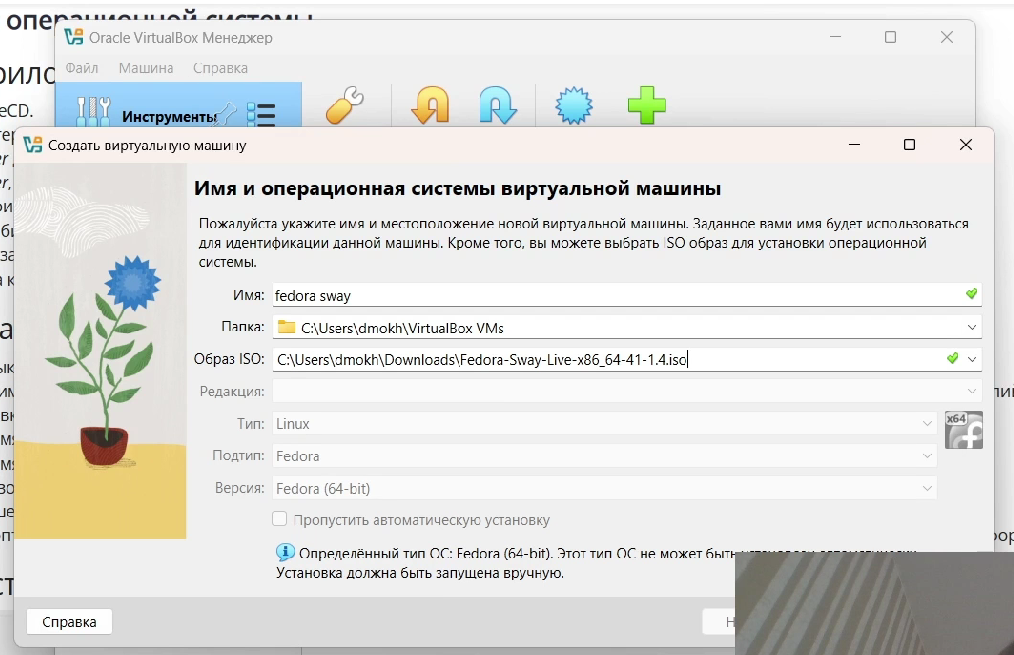 операционной системы
Oracle VirtualBox Менеджер
Файл Машина Справка
Инструменты
Создать виртуальную машину
Имя и операционная системы виртуальной машины
Пожалуйста укажите имя и местоположение новой виртуальной машины. Заданное вами имя будет использоваться
для идентификации данной машины. Кроме того, вы можете выбрать ISO образ для установки операционной
системы.
Имя: fedora sway
Папка: C:\Users\dmokh\VirtualBox VMs
Образ ISO: C:\Users\dmokh\Downloads\Fedora-Sway-Live-x86_64-41-1.4.iso
Редакция:
Тип: Linux
x64
Подтип: Fedora
Версия: Fedora (64-bit)
Пропустить автоматическую установку
Определённый тип ОС: Fedora (64-bit). Этот тип ОС не может быть
Установка должна быть запущена вручную.
Справка